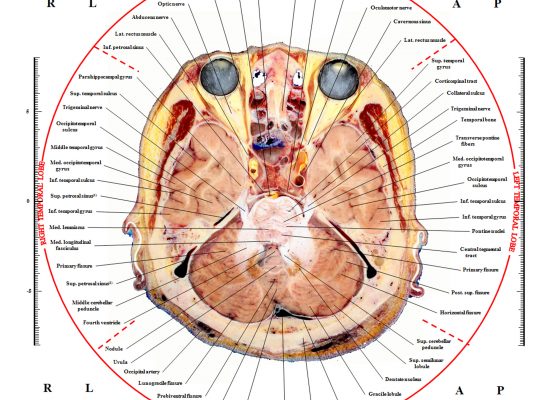 R
L
A
P
Optic nerve
Abducens nerve
Lat. rectus muscle
Inf. petrosal sinus
Parahippocampal gyrus
Sup. temporal sulcus
Trigeminal nerve
Occipitotemporal
sulcus
Middle temporal gyrus
Med. occipitotemporal
gyrus
Inf. temporal sulcus
Sup. petrosal sinus
Inf. temporal gyrus
Med. lemniscus
Med. longitudinal
fasciculus
Primary fissure
Sup. petrosal sinus
Middle cerebellar
peduncle
Fourth ventricle
Nodule
Uvula
Occipital artery
Lunogracile fissure
Prebiventral fissure
Oculomotor nerve
Cavernous sinus
Lat. rectus muscle
Sup. temporal
gyrus
Corticospinal tract
Collateral sulcus
Trigeminal nerve
Temporal bone
Transverse pontine
fibers
Med. occipitotemporal
gyrus
Occipitotemporal
sulcus
Inf. temporal sulcus
Inf. temporal gyrus
Pontine nuclei
Central tegmental
tract
Primary fissure
Post. sup. fissure
Horizontal fissure
Sup. cerebellar
peduncle
Sup. semilunar
lobule
Dentate nucleus
Gracile lobule
RIGHT TEMPORAL LOBE
LEFT TEMPORAL LOBE
5
0
-5
R
L
A
P